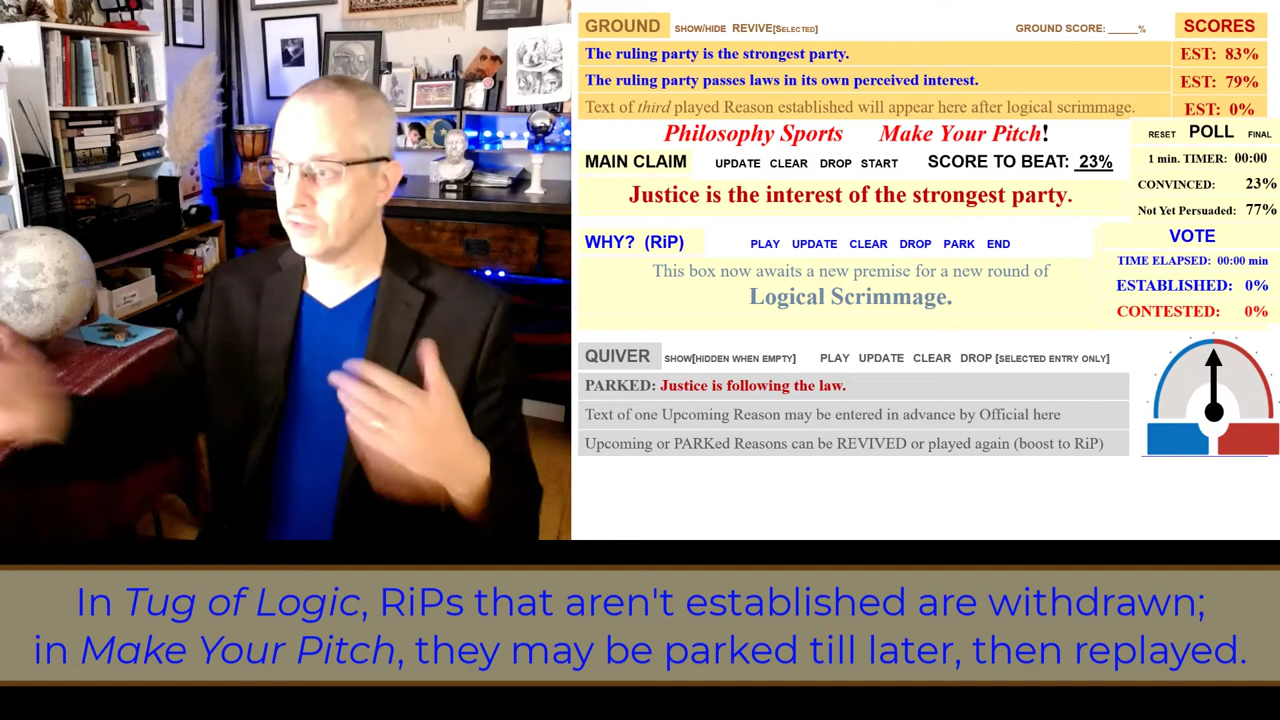 GROUND SHOW/HIDE REVIVE[SELECTED] GROUND SCORE: _____% SCORES
The ruling party is the strongest party. EST: 83%
The ruling party passes laws in its own perceived interest. EST: 79%
Text of third played Reason established will appear here after logical scrimmage. EST: 0%
Philosophy Sports Make Your Pitch! RESET POLL FINAL
MAIN CLAIM UPDATE CLEAR DROP START SCORE TO BEAT: 23% 1 min. TIMER: 00:00
CONVINCED: 23%
Justice is the interest of the strongest party. Not Yet Persuaded: 77%
WHY? (RiP) PLAY UPDATE CLEAR DROP PARK END VOTE
This box now awaits a new premise for a new round of TIME ELAPSED: 00:00 min
Logical Scrimmage. ESTABLISHED: 0%
CONTESTED: 0%
QUIVER SHOW[HIDDEN WHEN EMPTY] PLAY UPDATE CLEAR DROP [SELECTED ENTRY ONLY]
PARKED: Justice is following the law.
Text of one Upcoming Reason may be entered in advance by Official here
Upcoming or PARKed Reasons can be REVIVED or played again (boost to RiP)
In Tug of Logic, RiPs that aren't established are withdrawn;
in Make Your Pitch, they may be parked till later, then replayed.